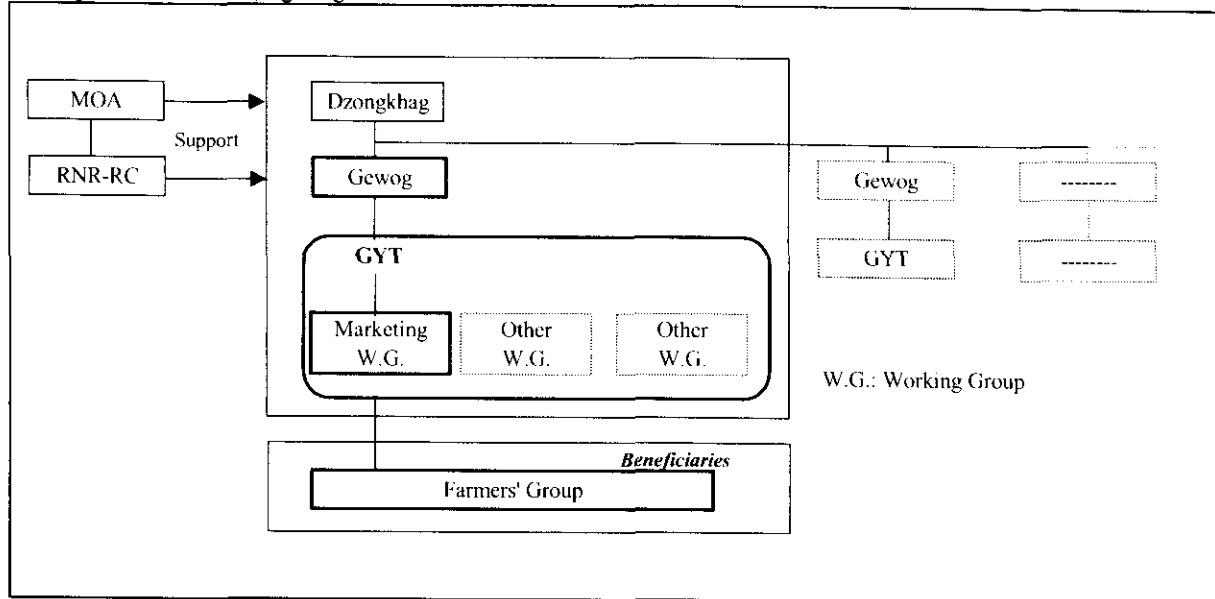 MOA
Support
RNR-RC
Dzongkhag
Gewog
GYT
Marketing
W.G.
Other
W.G.
Other
W.G.
Gewog
GYT
--------
--------
W.G.: Working Group
Beneficiaries
Farmers' Group